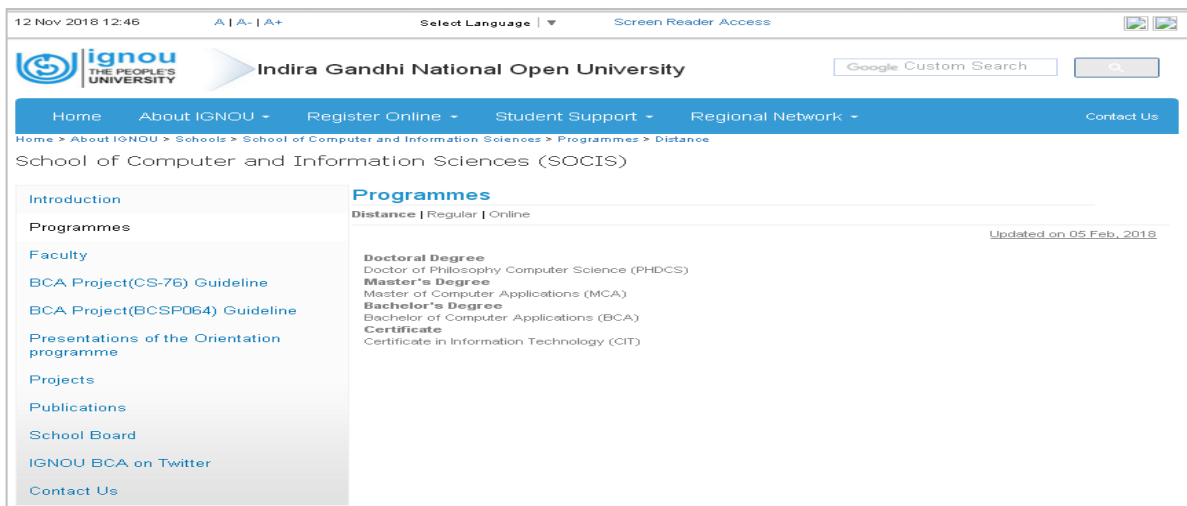 12 Nov 2018 12:46 A | A- | A+ Select Language | ▼ Screen Reader Access
ignou
THE PEOPLE'S
UNIVERSITY
Indira Gandhi National Open University
Google Custom Search
Home About IGNOU Register Online Student Support Regional Network Contact Us
Home > About IGNOU > Schools > School of Computer and Information Sciences > Programmes > Distance
School of Computer and Information Sciences (SOCIS)
Introduction
Programmes
Faculty
BCA Project(CS-76) Guideline
BCA Project(BCSP064) Guideline
Presentations of the Orientation
programme
Projects
Publications
School Board
IGNOU BCA on Twitter
Contact Us
Programmes
Distance | Regular | Online
Updated on 05 Feb, 2018
Doctoral Degree
Doctor of Philosophy Computer Science (PHDCS)
Master's Degree
Master of Computer Applications (MCA)
Bachelor's Degree
Bachelor of Computer Applications (BCA)
Certificate
Certificate in Information Technology (CIT)